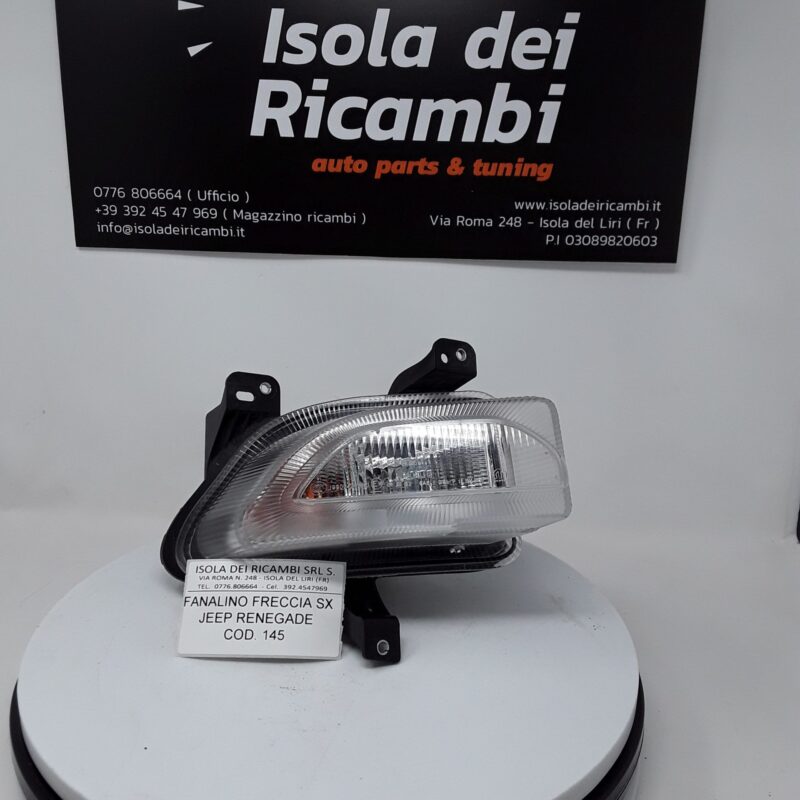 Isola dei
Ricambi
auto parts & tuning
0776 806664 ( Ufficio )
+39 392 45 47 969 ( Magazzino ricambi )
info@isoladeiricambi.it
www.isoladeiricambi.it
Via Roma 248 - Isola del Liri ( Fr )
P.I 03089820603
ISOLA DEI RICAMBI SRL S.
VIA ROMA N. 248 - ISOLA DEL LIRI (FR)
TEL. 0776.806664 - Cel. 392.4547969
FANALINO FRECCIA SX
JEEP RENEGADE
COD. 145